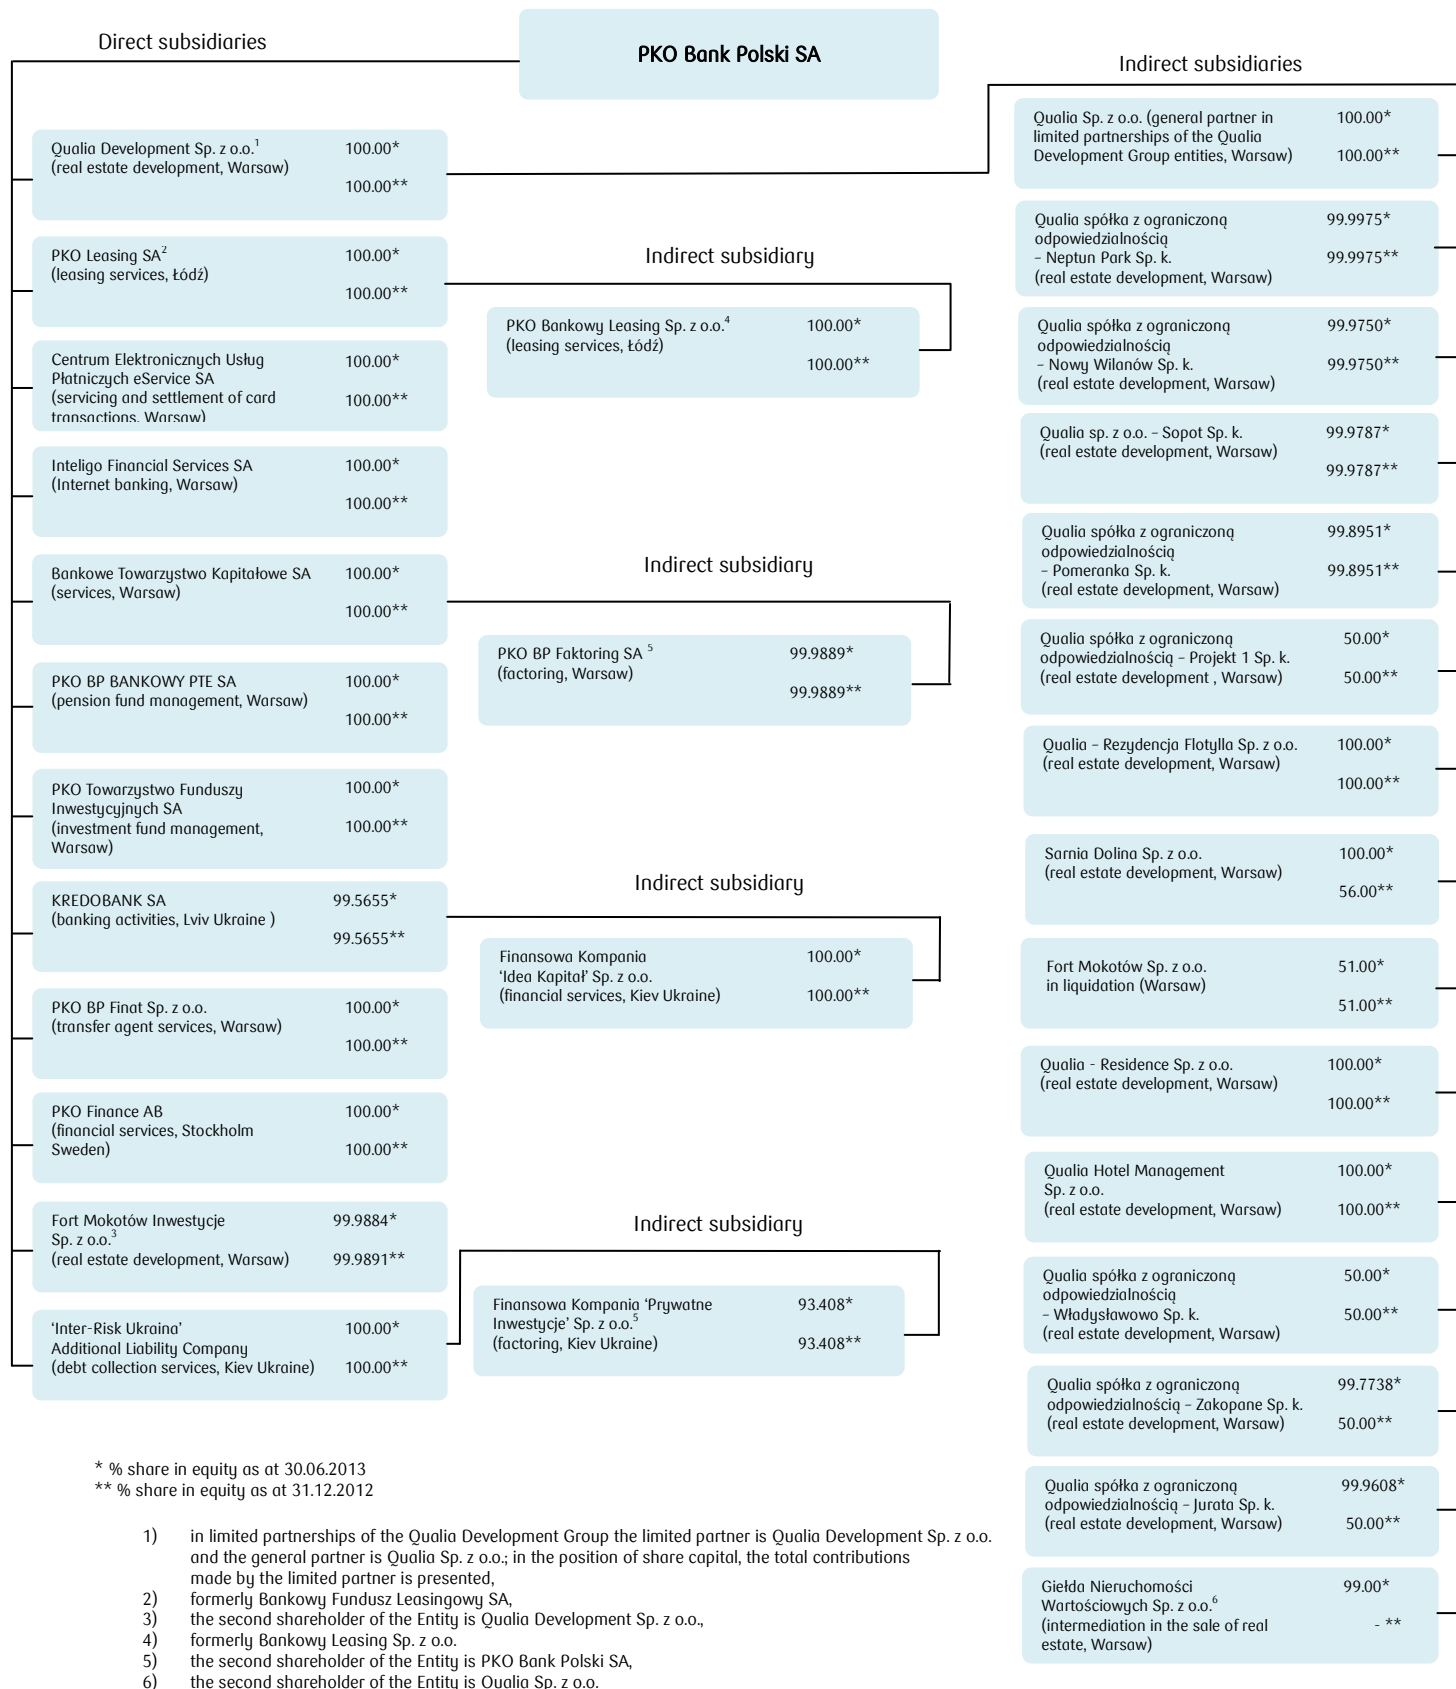 PKO Bank Polski SA
Direct subsidiaries
Qualia Development Sp. z o.o.1 100.00*
(real estate development, Warsaw)
100.00**
PKO Leasing SA2 100.00*
(leasing services, Łódź)
100.00**
Centrum Elektronicznych Usług 100.00*
Płatniczych eService SA
(servicing and settlement of card 100.00**
transactions, Warsaw)
Inteligo Financial Services SA 100.00*
(Internet banking, Warsaw)
100.00**
Bankowe Towarzystwo Kapitałowe SA 100.00*
(services, Warsaw)
100.00**
PKO BP BANKOWY PTE SA 100.00*
(pension fund management, Warsaw)
100.00**
PKO Towarzystwo Funduszy 100.00*
Inwestycyjnych SA
(investment fund management, 100.00**
Warsaw)
KREDOBANK SA 99.5655*
(banking activities, Lviv Ukraine )
99.5655**
PKO BP Finat Sp. z o.o. 100.00*
(transfer agent services, Warsaw)
100.00**
PKO Finance AB 100.00*
(financial services, Stockholm
Sweden) 100.00**
Fort Mokotów Inwestycje 99.9884*
Sp. z o.o.3
(real estate development, Warsaw) 99.9891**
'Inter-Risk Ukraina' 100.00*
Additional Liability Company
(debt collection services, Kiev Ukraine) 100.00**
Indirect subsidiary
PKO Bankowy Leasing Sp. z o.o.4 100.00*
(leasing services, Łódź)
100.00**
Indirect subsidiary
PKO BP Faktoring SA 5 99.9889*
(factoring, Warsaw)
99.9889**
Indirect subsidiary
Finansowa Kompania 100.00*
'Idea Kapitał' Sp. z o.o.
(financial services, Kiev Ukraine) 100.00**
Indirect subsidiary
Finansowa Kompania 'Prywatne 93.408*
Inwestycje' Sp. z o.o.5
(factoring, Kiev Ukraine) 93.408**
Indirect subsidiaries
Qualia Sp. z o.o. (general partner in 100.00*
limited partnerships of the Qualia
Development Group entities, Warsaw) 100.00**
Qualia spółka z ograniczoną 99.9975*
odpowiedzialnością
– Neptun Park Sp. k. 99.9975**
(real estate development, Warsaw)
Qualia spółka z ograniczoną 99.9750*
odpowiedzialnością
– Nowy Wilanów Sp. k. 99.9750**
(real estate development, Warsaw)
Qualia sp. z o.o. – Sopot Sp. k. 99.9787*
(real estate development, Warsaw)
99.9787**
Qualia spółka z ograniczoną 99.8951*
odpowiedzialnością
– Pomeranka Sp. k. 99.8951**
(real estate development, Warsaw)
Qualia spółka z ograniczoną 50.00*
odpowiedzialnością – Projekt 1 Sp. k.
(real estate development , Warsaw) 50.00**
Qualia – Rezydencja Flotylla Sp. z o.o. 100.00*
(real estate development, Warsaw)
100.00**
Sarnia Dolina Sp. z o.o. 100.00*
(real estate development, Warsaw)
56.00**
Fort Mokotów Sp. z o.o. 51.00*
in liquidation (Warsaw)
51.00**
Qualia - Residence Sp. z o.o. 100.00*
(real estate development, Warsaw)
100.00**
Qualia Hotel Management 100.00*
Sp. z o.o.
(real estate development, Warsaw) 100.00**
Qualia spółka z ograniczoną 50.00*
odpowiedzialnością
– Władysławowo Sp. k. 50.00**
(real estate development, Warsaw)
Qualia spółka z ograniczoną 99.7738*
odpowiedzialnością – Zakopane Sp. k.
(real estate development, Warsaw) 50.00**
Qualia spółka z ograniczoną 99.9608*
odpowiedzialnością – Jurata Sp. k.
(real estate development, Warsaw) 50.00**
Giełda Nieruchomości 99.00*
Wartościowych Sp. z o.o.6
(intermediation in the sale of real - **
estate, Warsaw)
* % share in equity as at 30.06.2013
** % share in equity as at 31.12.2012
1) in limited partnerships of the Qualia Development Group the limited partner is Qualia Development Sp. z o.o.
and the general partner is Qualia Sp. z o.o.; in the position of share capital, the total contributions
made by the limited partner is presented,
2) formerly Bankowy Fundusz Leasingowy SA,
3) the second shareholder of the Entity is Qualia Development Sp. z o.o.,
4) formerly Bankowy Leasing Sp. z o.o.
5) the second shareholder of the Entity is PKO Bank Polski SA,
6) the second shareholder of the Entity is Qualia Sp. z o.o.